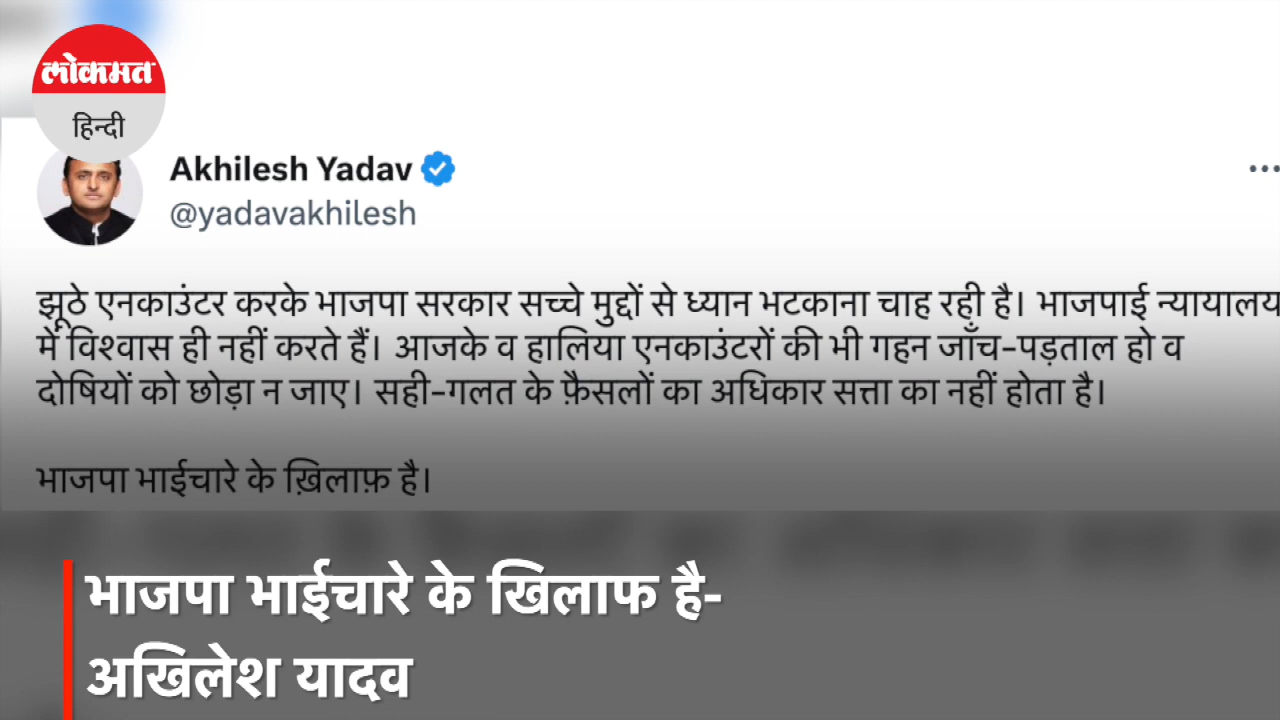 लोकमत
हिन्दी
Akhilesh Yadav
@yadavakhilesh
झूठे एनकाउंटर करके भाजपा सरकार सच्चे मुद्दों से ध्यान भटकाना चाह रही है। भाजपाई न्यायालय
में विश्वास ही नहीं करते हैं। आजके व हालिया एनकाउंटरों की भी गहन जाँच-पड़ताल हो व
दोषियों को छोड़ा न जाए। सही-गलत के फ़ैसलों का अधिकार सत्ता का नहीं होता है।
भाजपा भाईचारे के ख़िलाफ़ है।
भाजपा भाईचारे के खिलाफ है-
अखिलेश यादव